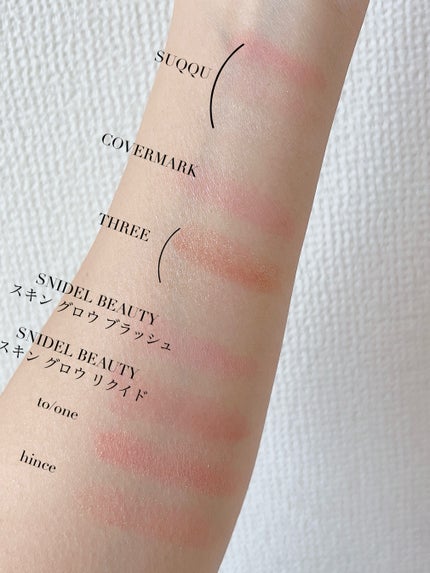 SUQQU
COVERMARK
THREE
SNIDEL BEAUTY
スキン グロウ ブラッシュ
SNIDEL BEAUTY
スキン グロウ リクイド
to/one
hince